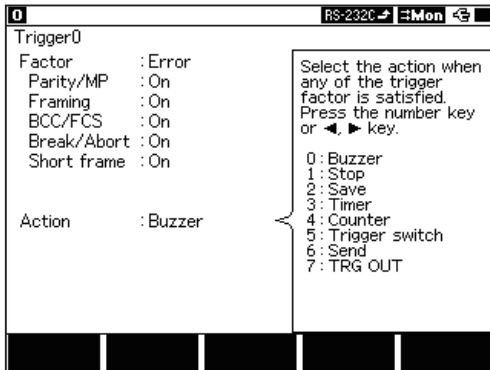 0 RS-232C Mon
Trigger0
Factor :Error
Parity/MP :On
Framing :On
BCC/FCS :On
Break/Abort :On
Short frame :On
Action :Buzzer
Select the action when
any of the trigger
factor is satisfied.
Press the number key
or ◀, ▶ key.
0:Buzzer
1:Stop
2:Save
3:Timer
4:Counter
5:Trigger switch
6:Send
7:TRG OUT